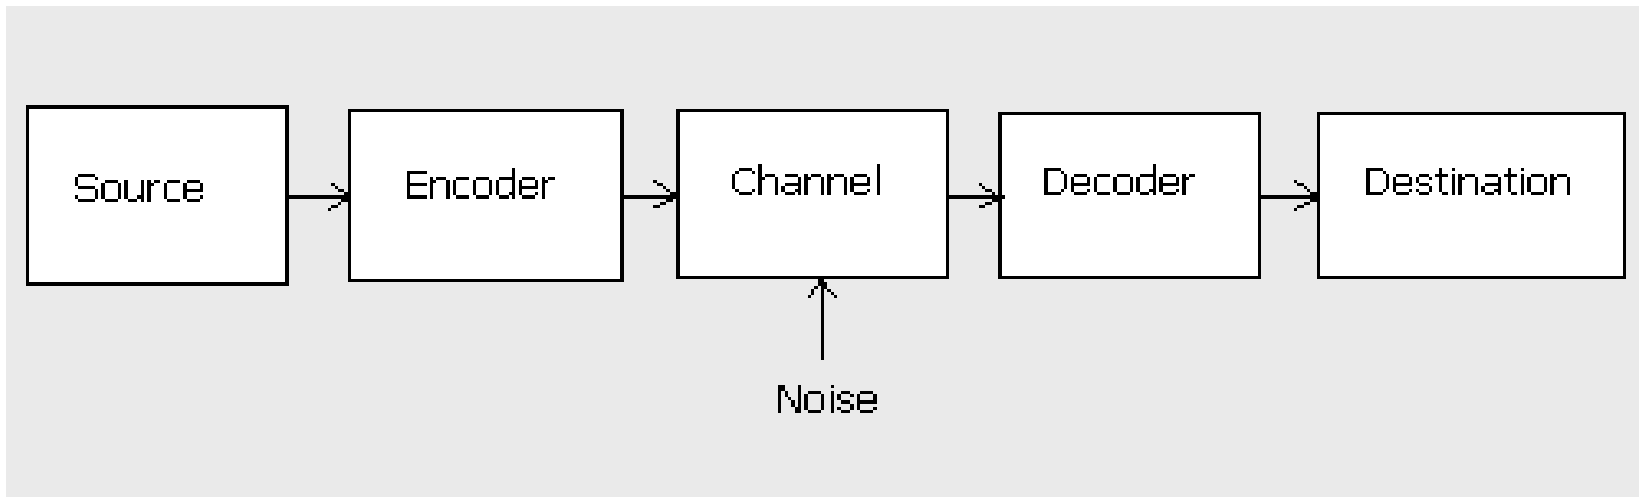 Source
Encoder
Channel
Decoder
Destination
Noise